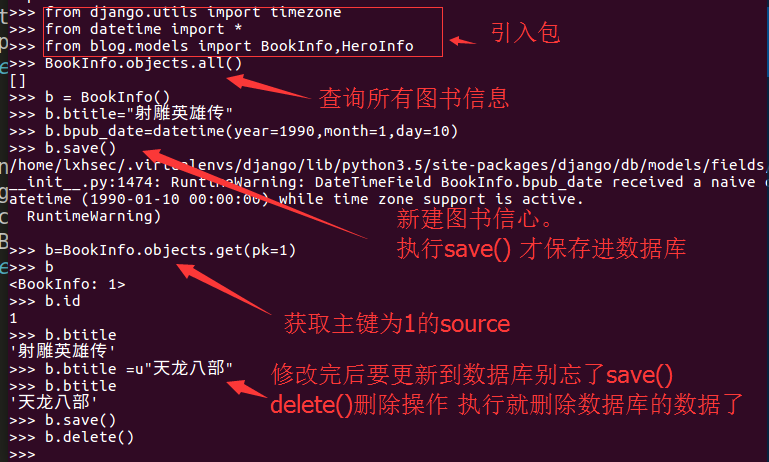 >>> from django.utils import timezone
>>> from datetime import *
>>> from blog.models import BookInfo,HeroInfo
引入包
>>> BookInfo.objects.all()
[]
查询所有图书信息
>>> b = BookInfo()
>>> b.btitle="射雕英雄传"
>>> b.bpub_date=datetime(year=1990,month=1,day=10)
>>> b.save()
/home/lxhsec/.virtualenvs/django/lib/python3.5/site-packages/django/db/models/fields/
__init__.py:1474: RuntimeWarning: DateTimeField BookInfo.bpub_date received a naive
atetime (1990-01-10 00:00:00) while time zone support is active.
RuntimeWarning)
新建图书信心。
执行save() 才保存进数据库
>>> b=BookInfo.objects.get(pk=1)
>>> b
<BookInfo: 1>
>>> b.id
1
获取主键为1的source
>>> b.btitle
'射雕英雄传'
>>> b.btitle =u"天龙八部"
修改完后要更新到数据库别忘了save()
>>> b.btitle
'天龙八部'
delete()删除操作 执行就删除数据库的数据了
>>> b.save()
>>> b.delete()
>>>